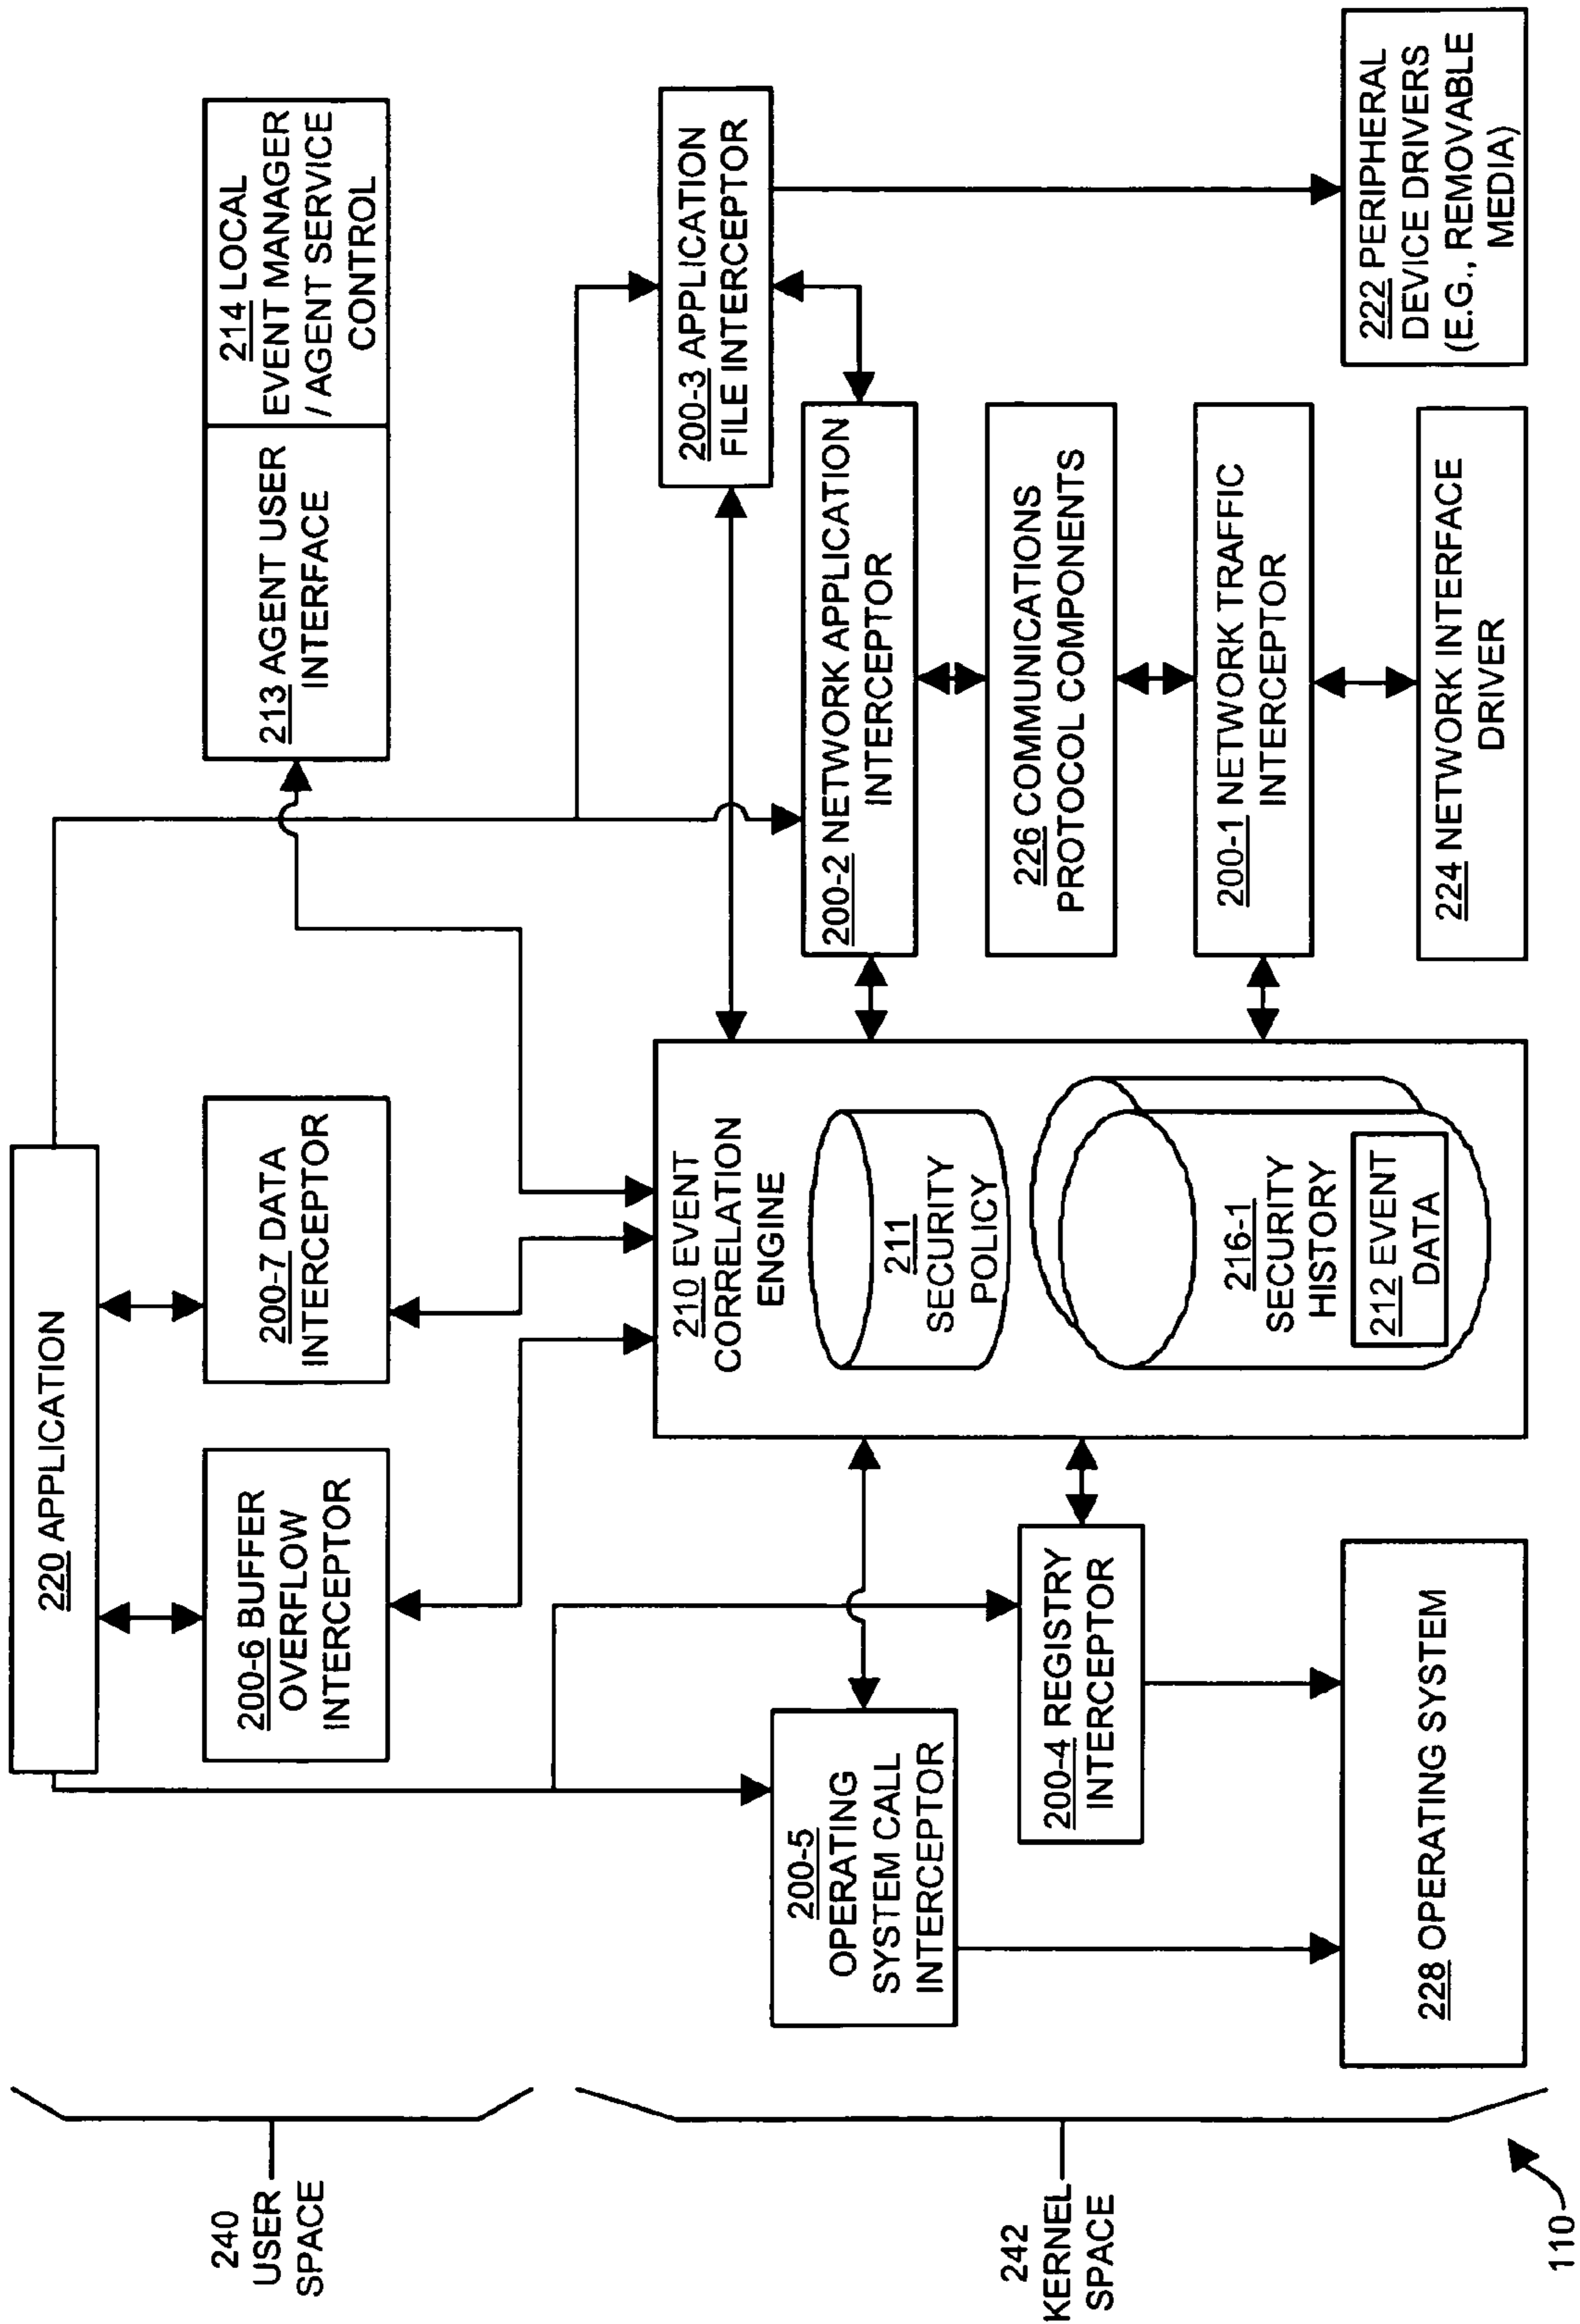 220 APPLICATION
200-6 BUFFER
OVERFLOW
INTERCEPTOR
200-7 DATA
INTERCEPTOR
213 AGENT USER
INTERFACE
214 LOCAL
EVENT MANAGER
/ AGENT SERVICE
CONTROL
240
USER
SPACE
200-5
OPERATING
SYSTEM CALL
INTERCEPTOR
200-4 REGISTRY
INTERCEPTOR
228 OPERATING SYSTEM
210 EVENT
CORRELATION
ENGINE
211
SECURITY
POLICY
216-1
SECURITY
HISTORY
212 EVENT
DATA
200-3 APPLICATION
FILE INTERCEPTOR
200-2 NETWORK APPLICATION
INTERCEPTOR
226 COMMUNICATIONS
PROTOCOL COMPONENTS
200-1 NETWORK TRAFFIC
INTERCEPTOR
224 NETWORK INTERFACE
DRIVER
222 PERIPHERAL
DEVICE DRIVERS
(E.G., REMOVABLE
MEDIA)
242
KERNEL
SPACE
110